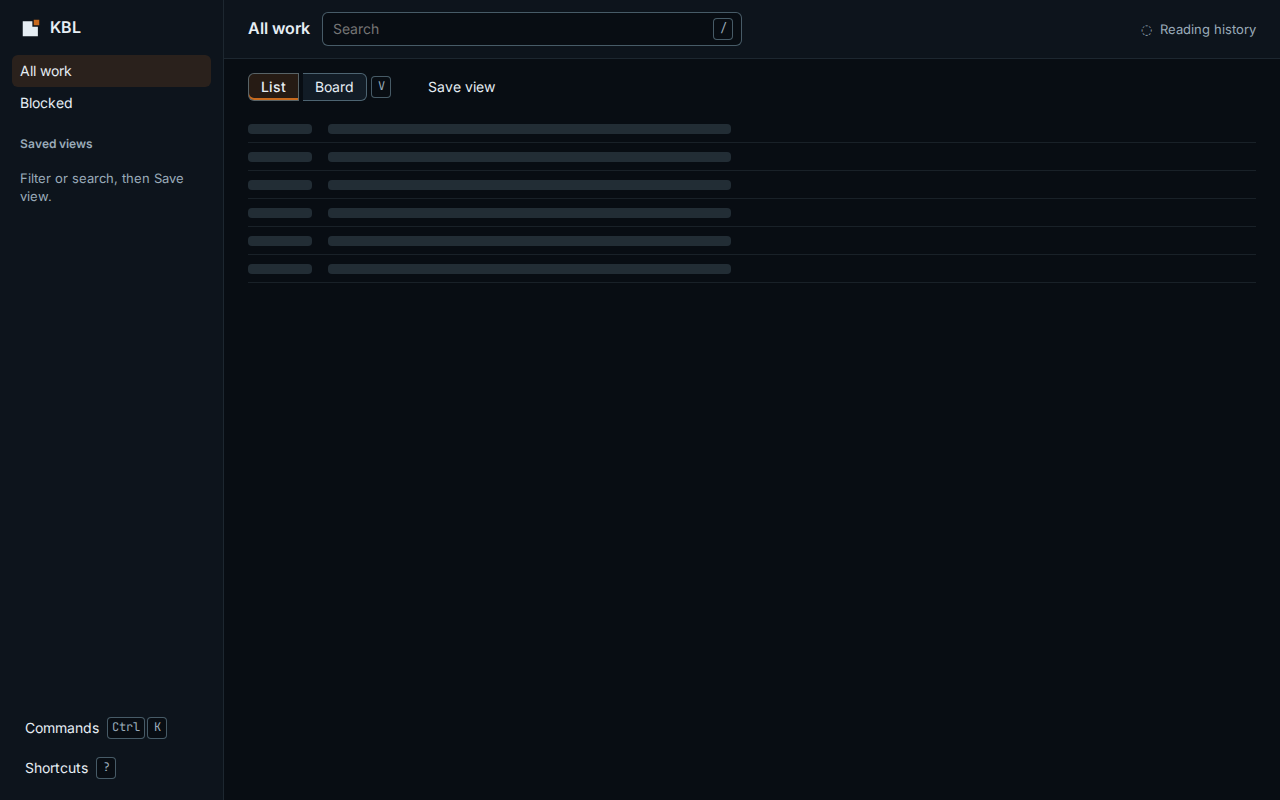 KBL
All work
Blocked
Saved views
Filter or search, then Save
view.
Commands Ctrl K
Shortcuts ?
All work
Search /
Reading history
List Board V Save view